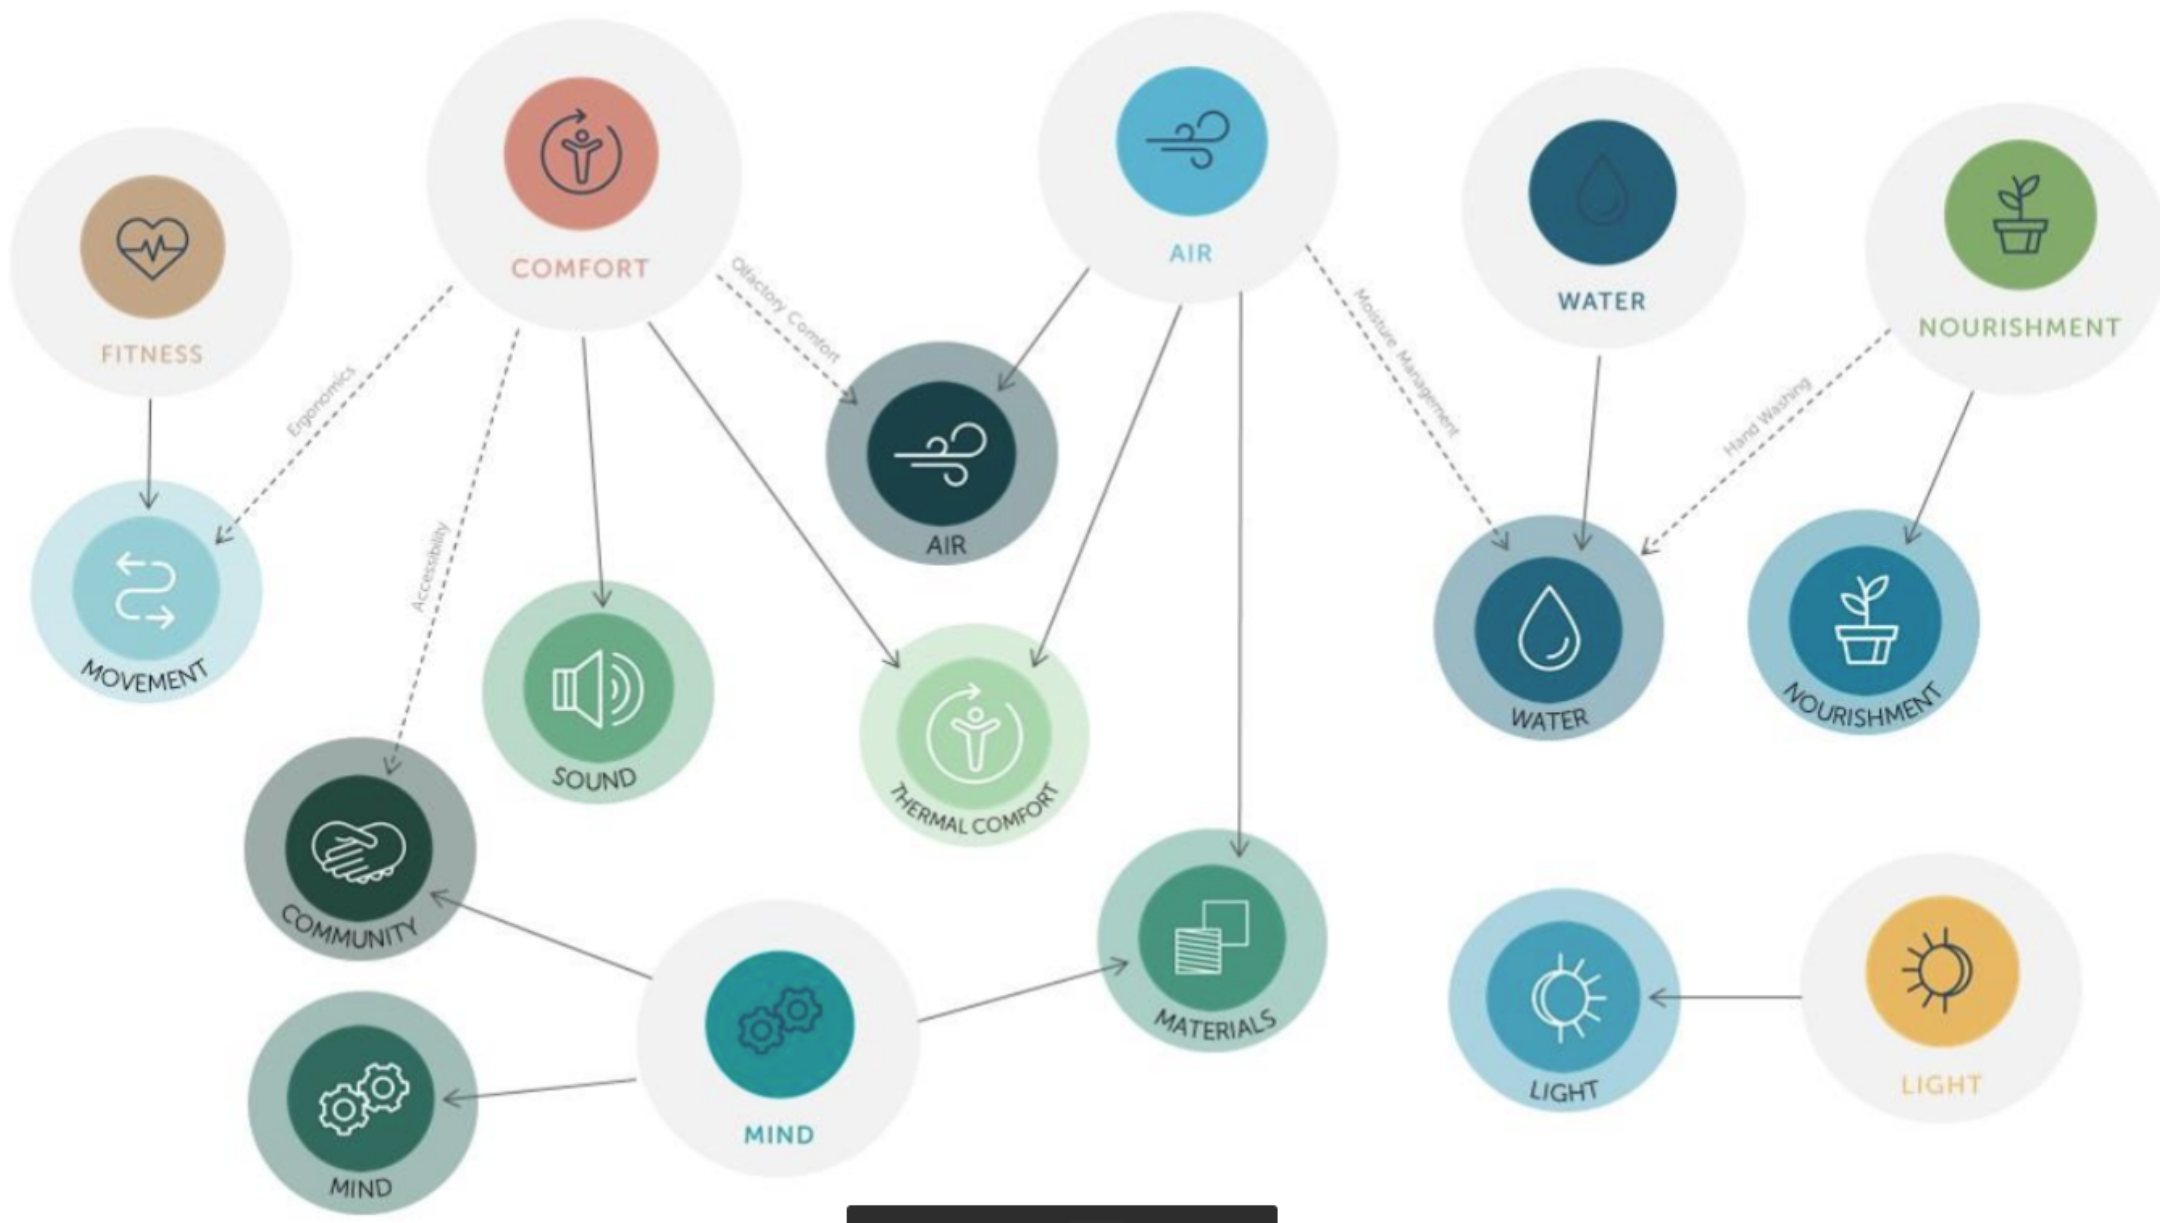 COMFORT
AIR
WATER
NOURISHMENT
FITNESS
Ergonomics
Accessibility
Olfactory Comfort
Moisture Management
Hand Washing
AIR
MOVEMENT
SOUND
THERMAL COMFORT
WATER
NOURISHMENT
COMMUNITY
MATERIALS
LIGHT
LIGHT
MIND
MIND